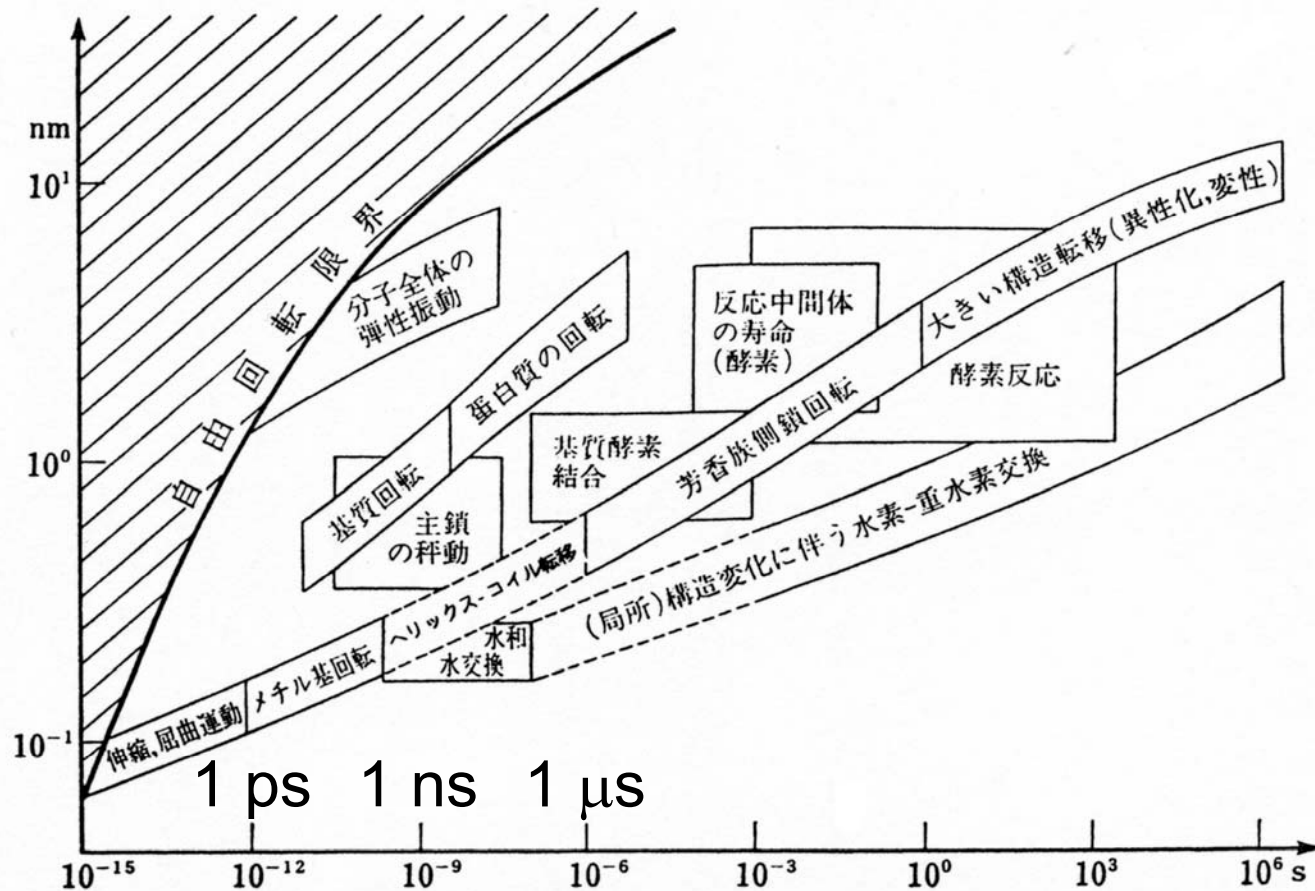 nm
10¹
10⁰
10⁻¹
自由回転限界
分子全体の
弾性振動
蛋白質の回転
基質回転
主鎖
の秤動
反応中間体
の寿命
(酵素)
大きい構造転移(異性化,変性)
酵素反応
基質酵素
結合
芳香族側鎖回転
ヘリックス-コイル転移
(局所)構造変化に伴う水素-重水素交換
水和
水交換
メチル基回転
伸縮,屈曲運動
1 ps 1 ns 1 μs
10⁻¹⁵ 10⁻¹² 10⁻⁹ 10⁻⁶ 10⁻³ 10⁰ 10³ 10⁶ s